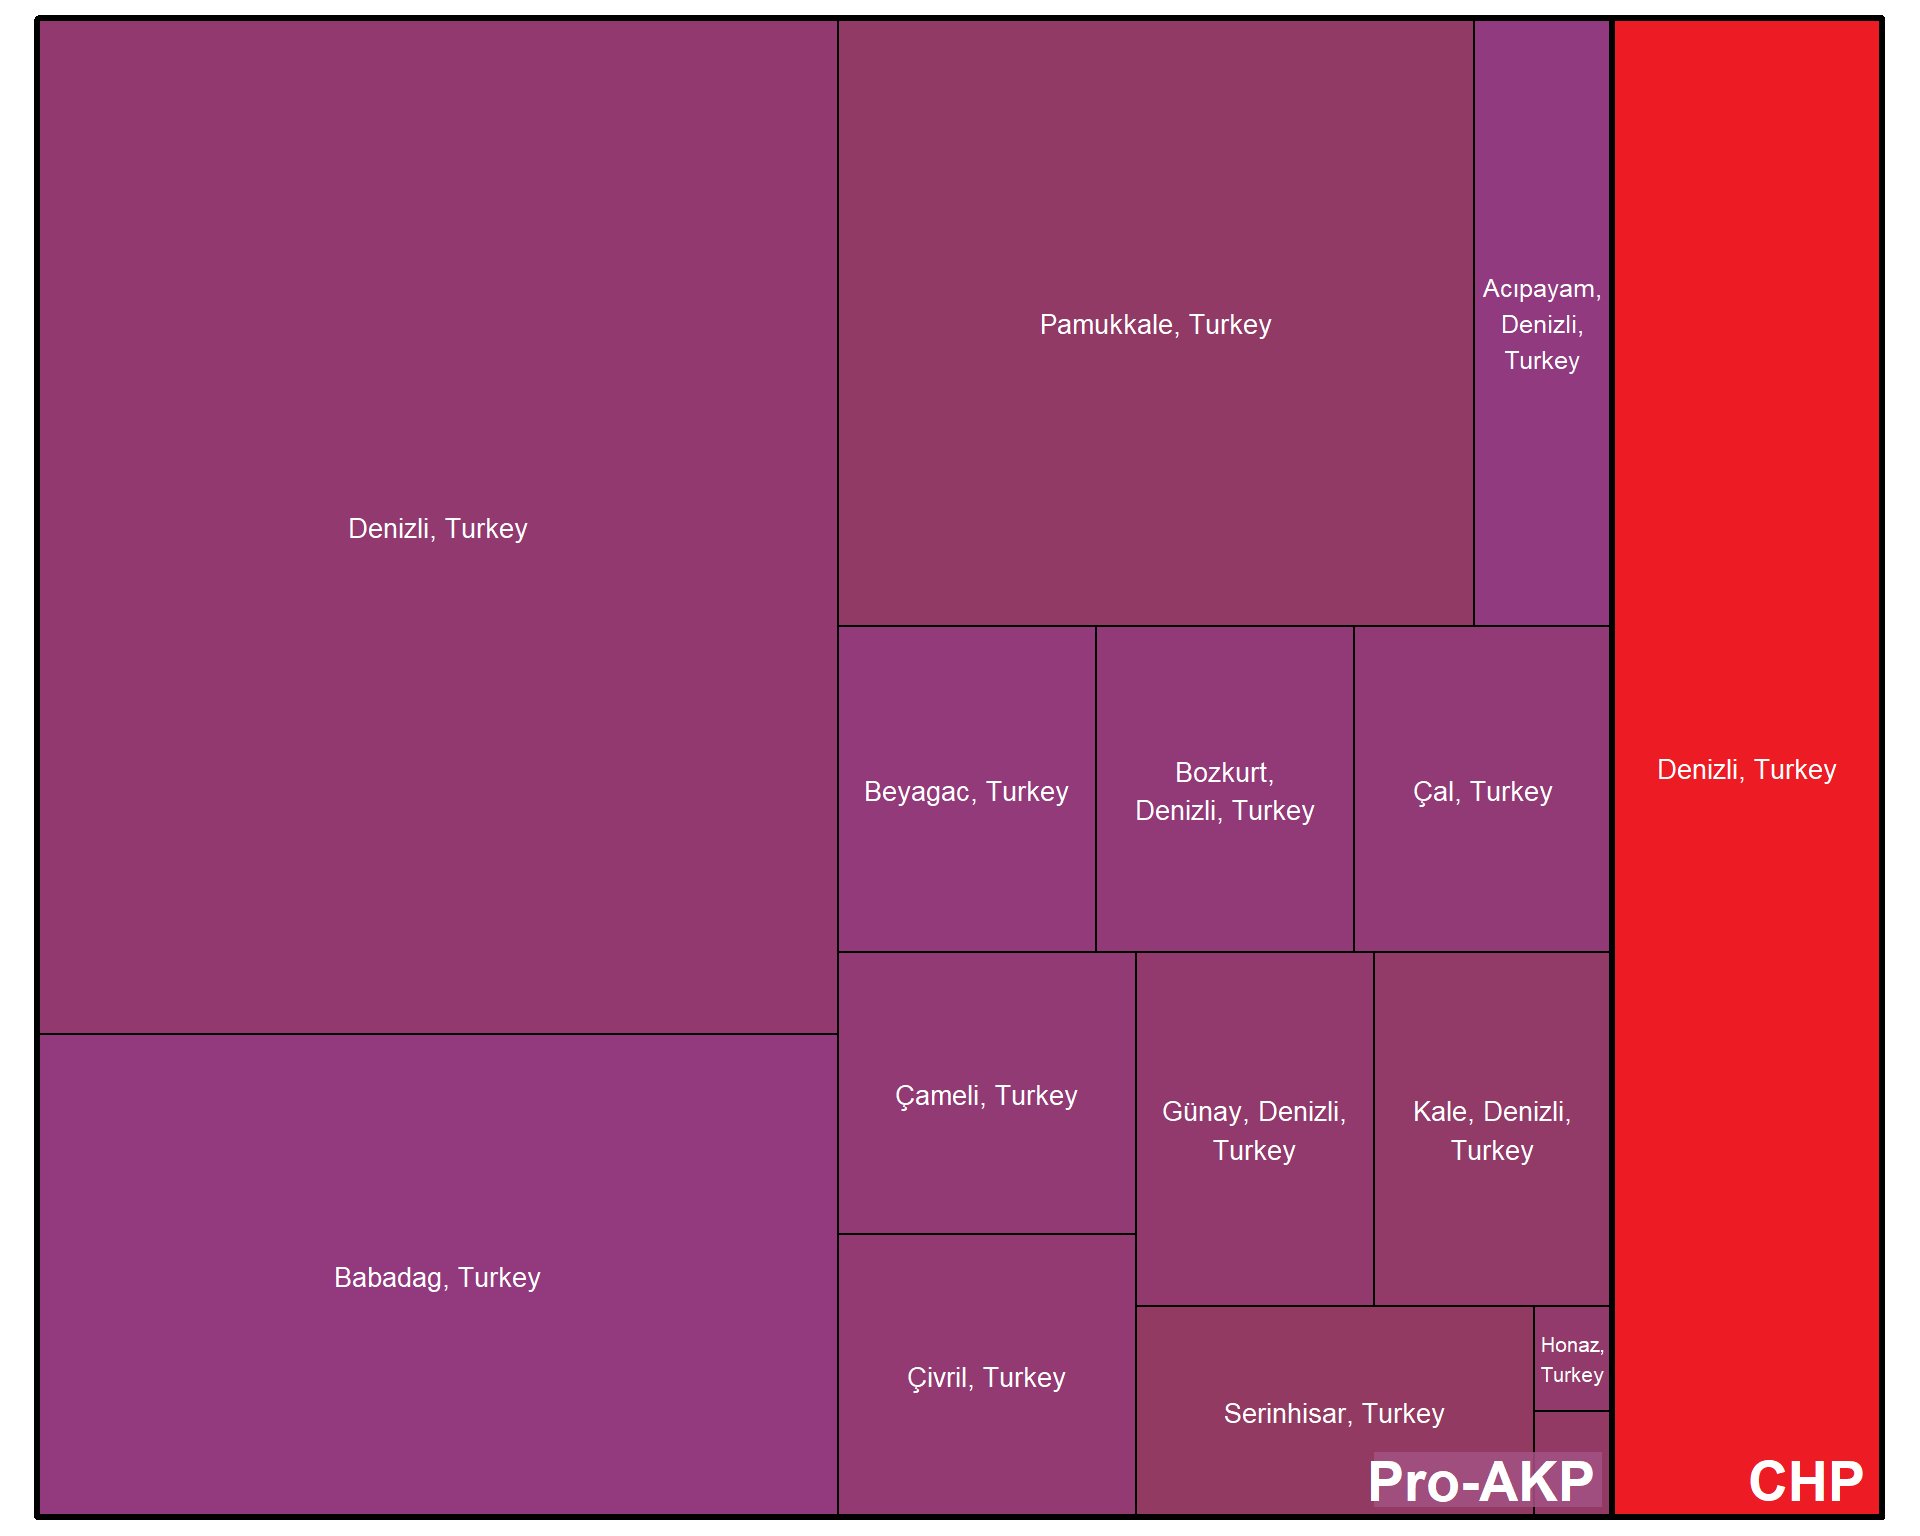 Denizli, Turkey
Babadag, Turkey
Pamukkale, Turkey
Acıpayam,
Denizli,
Turkey
Beyagac, Turkey
Bozkurt,
Denizli, Turkey
Çal, Turkey
Çameli, Turkey
Çivril, Turkey
Günay, Denizli,
Turkey
Kale, Denizli,
Turkey
Serinhisar, Turkey
Honaz,
Turkey
Pro-AKP
Denizli, Turkey
CHP